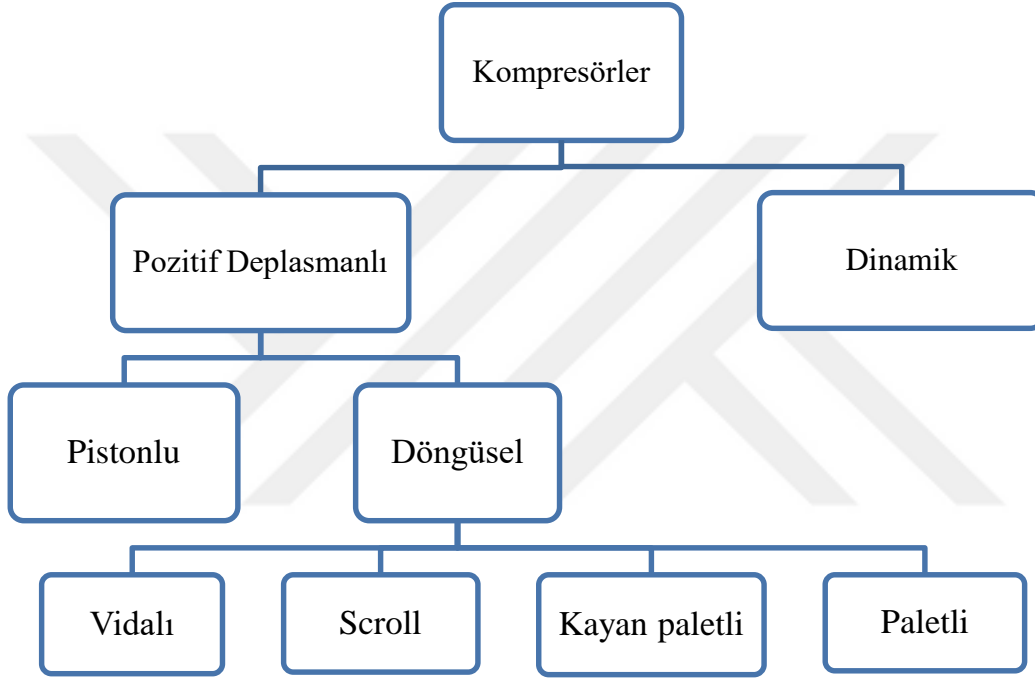 Kompresörler
Pozitif Deplasmanlı
Dinamik
Pistonlu
Döngüsel
Vidalı
Scroll
Kayan paletli
Paletli